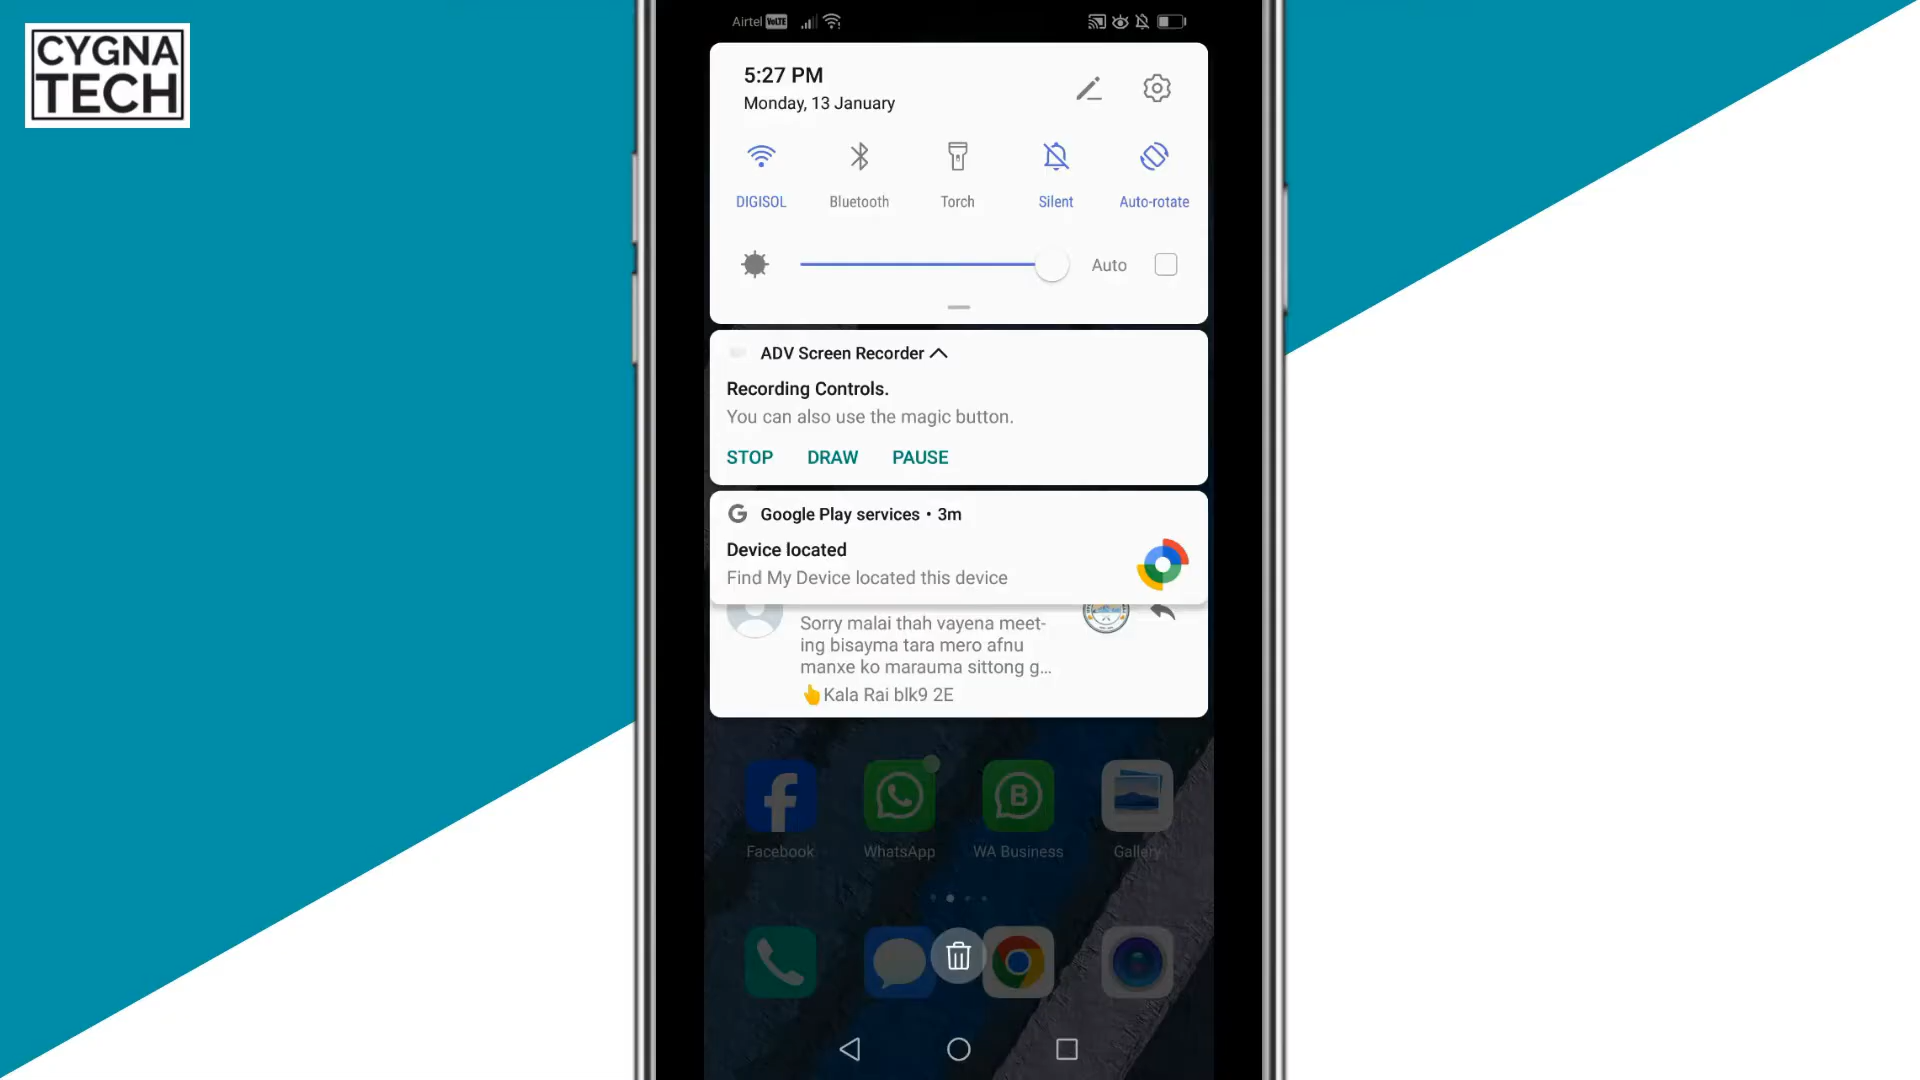 CYGNA
TECH
Airtel VoLTE
5:27 PM
Monday, 13 January
DIGISOL
Bluetooth
Torch
Silent
Auto-rotate
Auto
ADV Screen Recorder
Recording Controls.
You can also use the magic button.
STOP DRAW PAUSE
Google Play services • 3m
Device located
Find My Device located this device
Sorry malai thah vayena meet-
ing bisayma tara mero afnu
manxe ko marauma sittong g...
👆Kala Rai blk9 2E
Facebook
WhatsApp
WA Business
Gallery